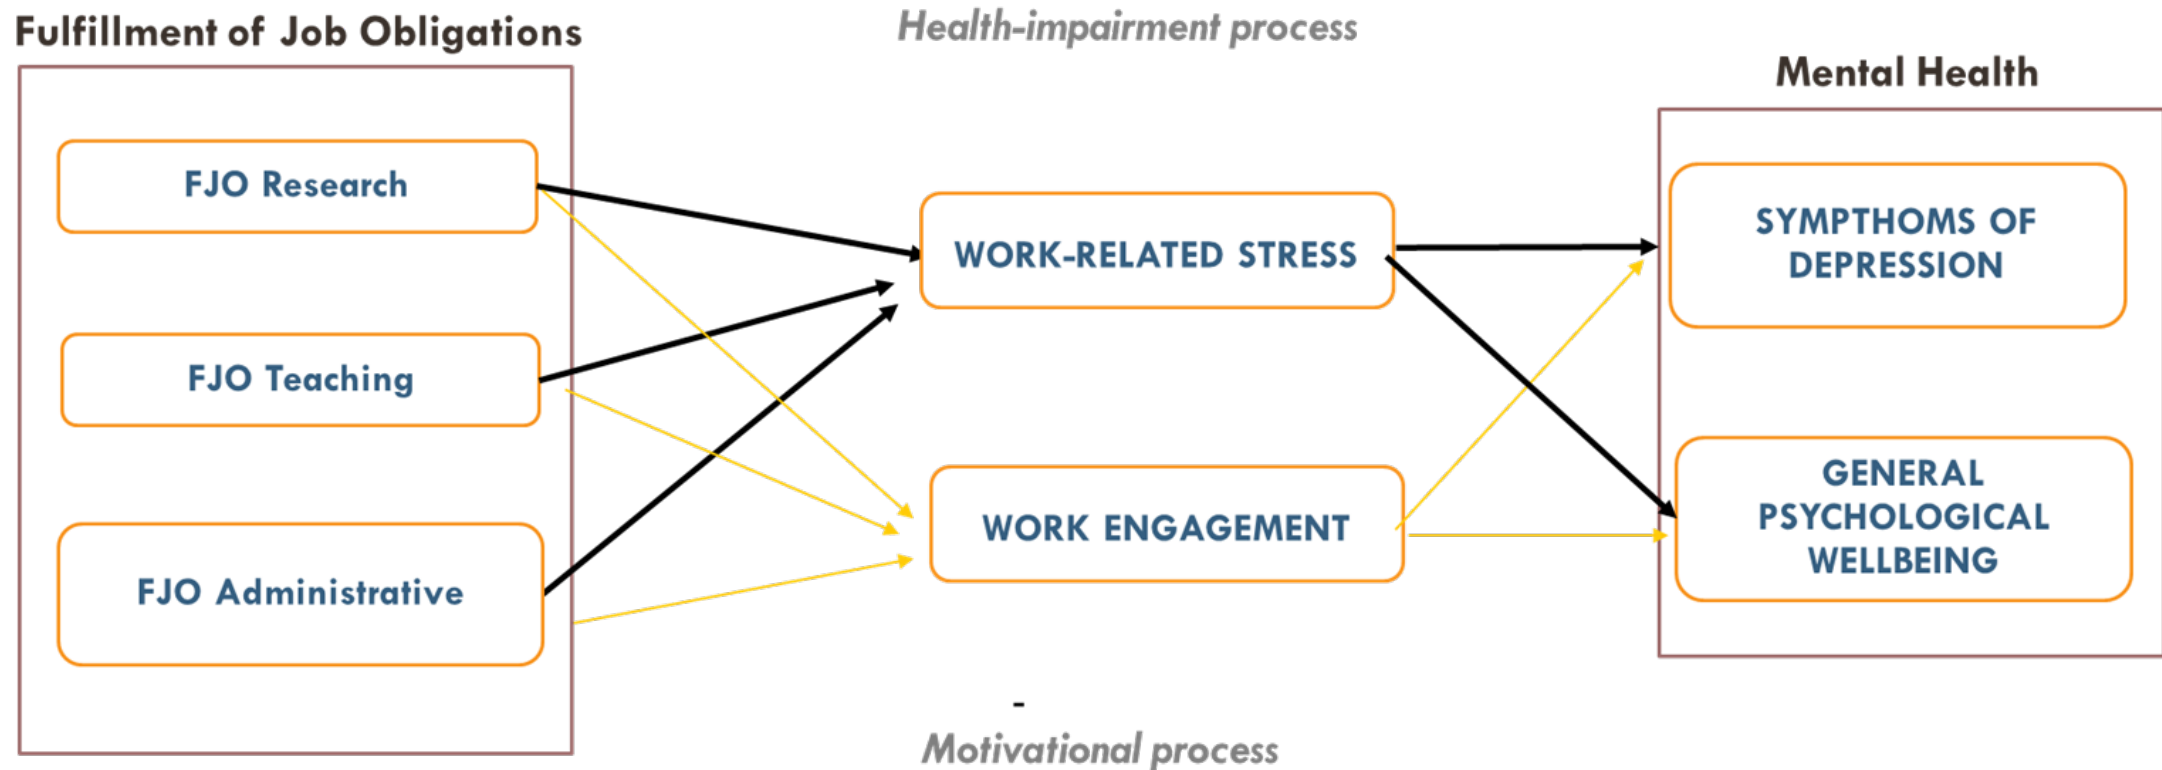 Fulfillment of Job Obligations
Health-impairment process
Mental Health
FJO Research
FJO Teaching
FJO Administrative
WORK-RELATED STRESS
WORK ENGAGEMENT
SYMPTHOMS OF
DEPRESSION
GENERAL
PSYCHOLOGICAL
WELLBEING
-
Motivational process